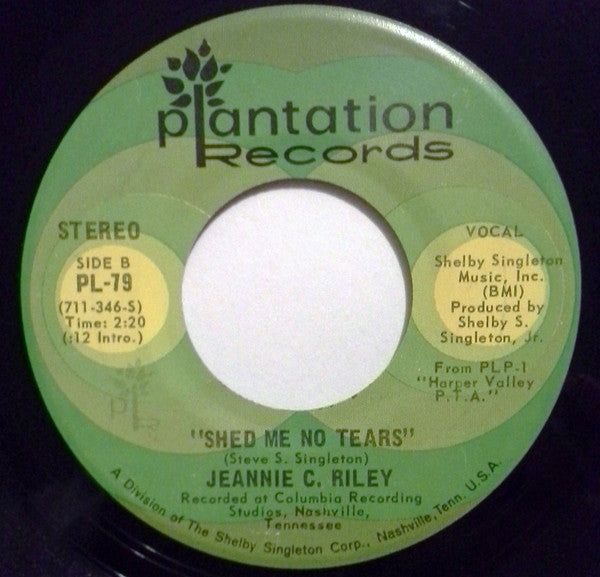 plantation
Records
STEREO
SIDE B
PL-79
(711-346-S)
Time: 2:20
(:12 Intro.)
VOCAL
Shelby Singleton
Music, Inc.
(BMI)
Produced by
Shelby S.
Singleton, Jr.
From PLP-1
"Harper Valley
P.T.A."
"SHED ME NO TEARS"
(Steve S. Singleton)
JEANNIE C. RILEY
Recorded at Columbia Recording
Studios, Nashville,
Tennessee
A Division of The Shelby Singleton Corp., Nashville, Tenn. U.S.A.